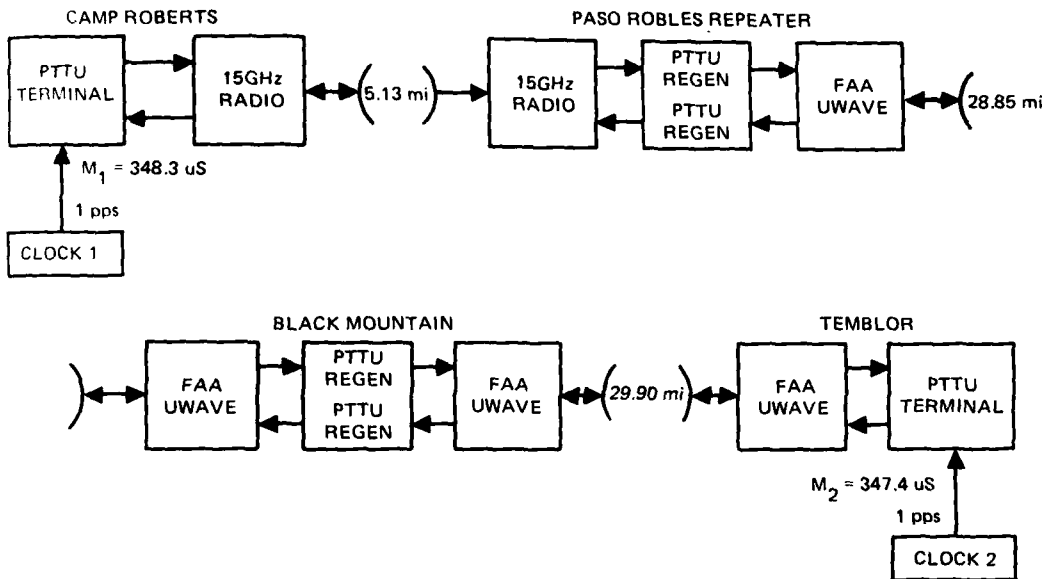 CAMP ROBERTS
PTTU
TERMINAL
15GHz
RADIO
5.13 mi
M1 = 348.3 uS
1 pps
CLOCK 1
PASO ROBLES REPEATER
15GHz
RADIO
PTTU
REGEN
PTTU
REGEN
FAA
UWAVE
28.85 mi
BLACK MOUNTAIN
FAA
UWAVE
PTTU
REGEN
PTTU
REGEN
FAA
UWAVE
29.90 mi
TEMBLOR
FAA
UWAVE
PTTU
TERMINAL
M2 = 347.4 uS
1 pps
CLOCK 2